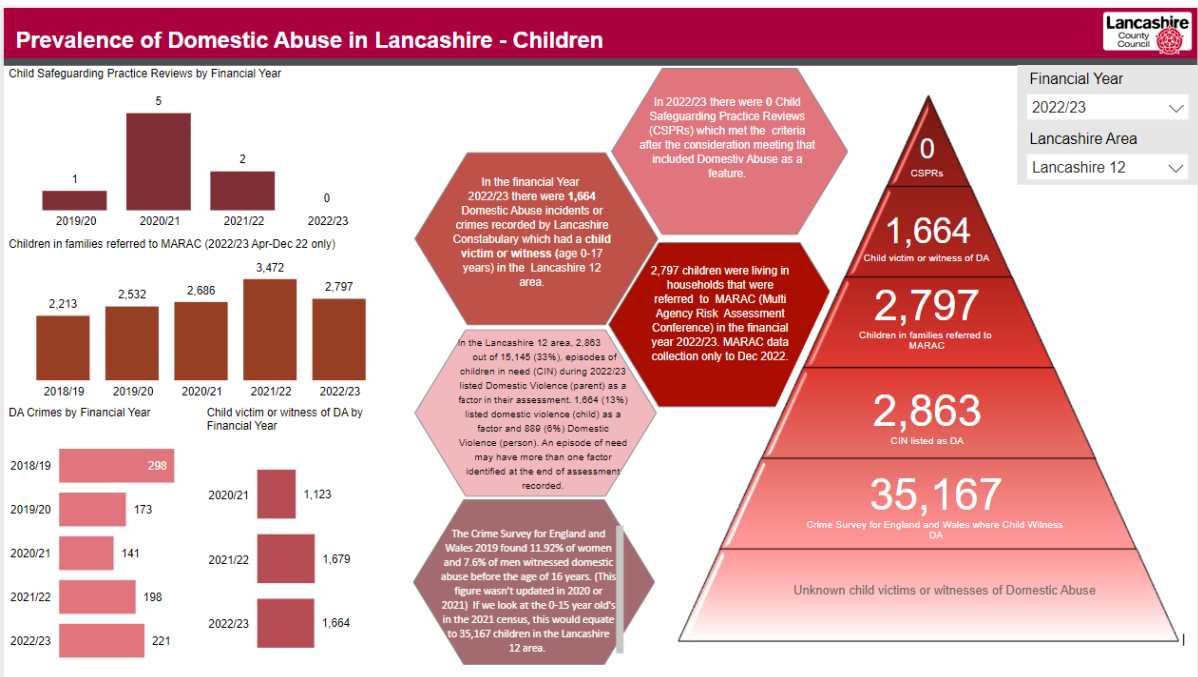 Prevalence of Domestic Abuse in Lancashire - Children
Lancashire
County
Council
Child Safeguarding Practice Reviews by Financial Year
5
2
1
0
2019/20
2020/21
2021/22
2022/23
Children in families referred to MARAC (2022/23 Apr-Dec 22 only)
2,213
2,532
2,686
3,472
2,797
2018/19
2019/20
2020/21
2021/22
2022/23
DA Crimes by Financial Year
2018/19
298
2019/20
173
2020/21
141
2021/22
198
2022/23
221
Child victim or witness of DA by
Financial Year
2020/21
1,123
2021/22
1,679
2022/23
1,664
In 2022/23 there were 0 Child
Safeguarding Practice Reviews
(CSPRs) which met the criteria
after the consideration meeting that
included Domestiv Abuse as a
feature.
In the financial Year
2022/23 there were 1,664
Domestic Abuse incidents or
crimes recorded by Lancashire
Constabulary which had a child
victim or witness (age 0-17
years) in the Lancashire 12
area.
2,797 children were living in
households that were
referred to MARAC (Multi
Agency Risk Assessment
Conference) in the financial
year 2022/23. MARAC data
collection only to Dec 2022.
In the Lancashire 12 area, 2,863
out of 15,145 (33%), episodes of
children in need (CIN) during 2022/23
listed Domestic Violence (parent) as a
factor in their assessment. 1,664 (13%)
listed domestic violence (child) as a
factor and 889 (6%) Domestic
Violence (person). An episode of need
may have more than one factor
identified at the end of assessment
recorded.
The Crime Survey for England and
Wales 2019 found 11.92% of women
and 7.6% of men witnessed domestic
abuse before the age of 16 years. (This
figure wasn't updated in 2020 or
2021) If we look at the 0-15 year old's
in the 2021 census, this would equate
to 35,167 children in the Lancashire
12 area.
Financial Year
2022/23
Lancashire Area
Lancashire 12
0
CSPRs
1,664
Child victim or witness of DA
2,797
Children in families referred to
MARAC
2,863
CIN listed as DA
35,167
Crime Survey for England and Wales where Child Witness
DA
Unknown child victims or witnesses of Domestic Abuse